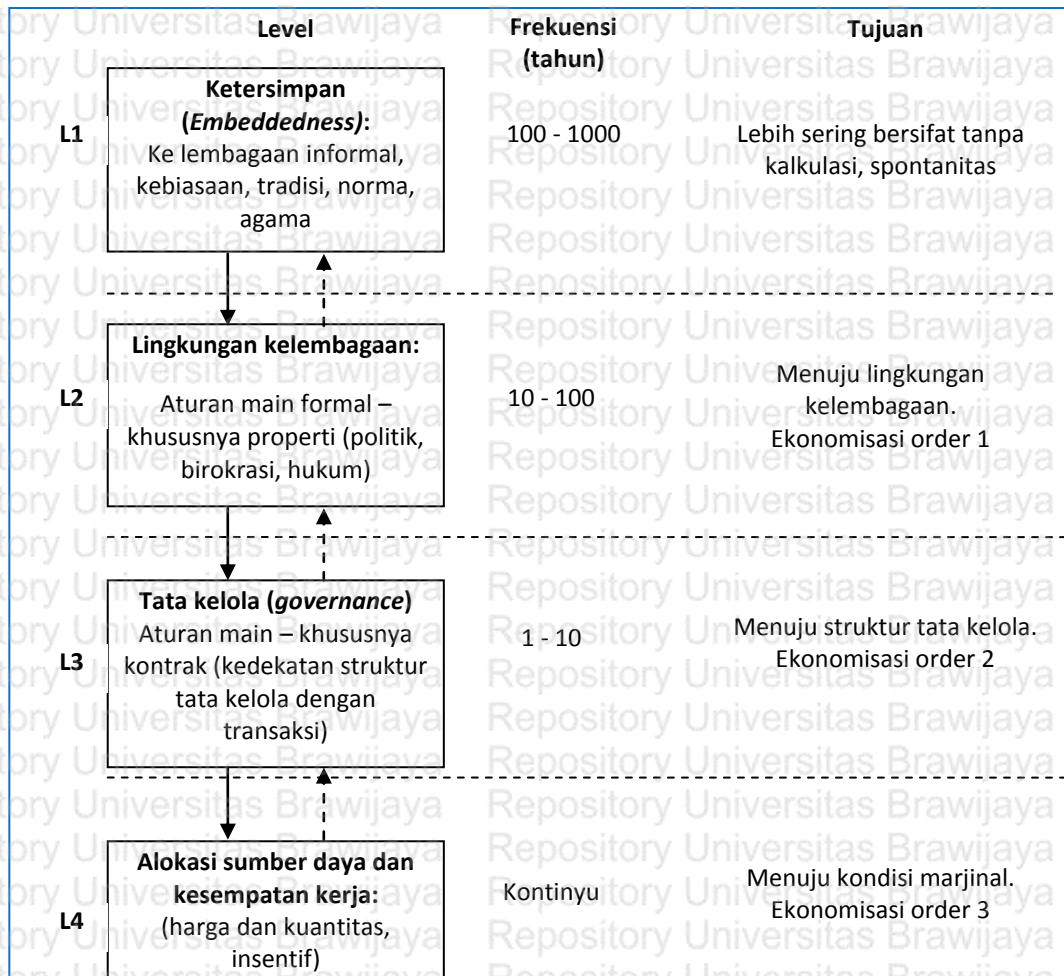 Level
Frekuensi
(tahun)
Tujuan
L1
Ketersimpan
(Embeddedness):
Ke lembagaan informal,
kebiasaan, tradisi, norma,
agama
100 - 1000
Lebih sering bersifat tanpa
kalkulasi, spontanitas
L2
Lingkungan kelembagaan:
Aturan main formal –
khususnya properti (politik,
birokrasi, hukum)
10 - 100
Menuju lingkungan
kelembagaan.
Ekonomisasi order 1
L3
Tata kelola (governance)
Aturan main – khususnya
kontrak (kedekatan struktur
tata kelola dengan
transaksi)
1 - 10
Menuju struktur tata kelola.
Ekonomisasi order 2
L4
Alokasi sumber daya dan
kesempatan kerja:
(harga dan kuantitas,
insentif)
Kontinyu
Menuju kondisi marjinal.
Ekonomisasi order 3
Repository Universitas Brawijaya